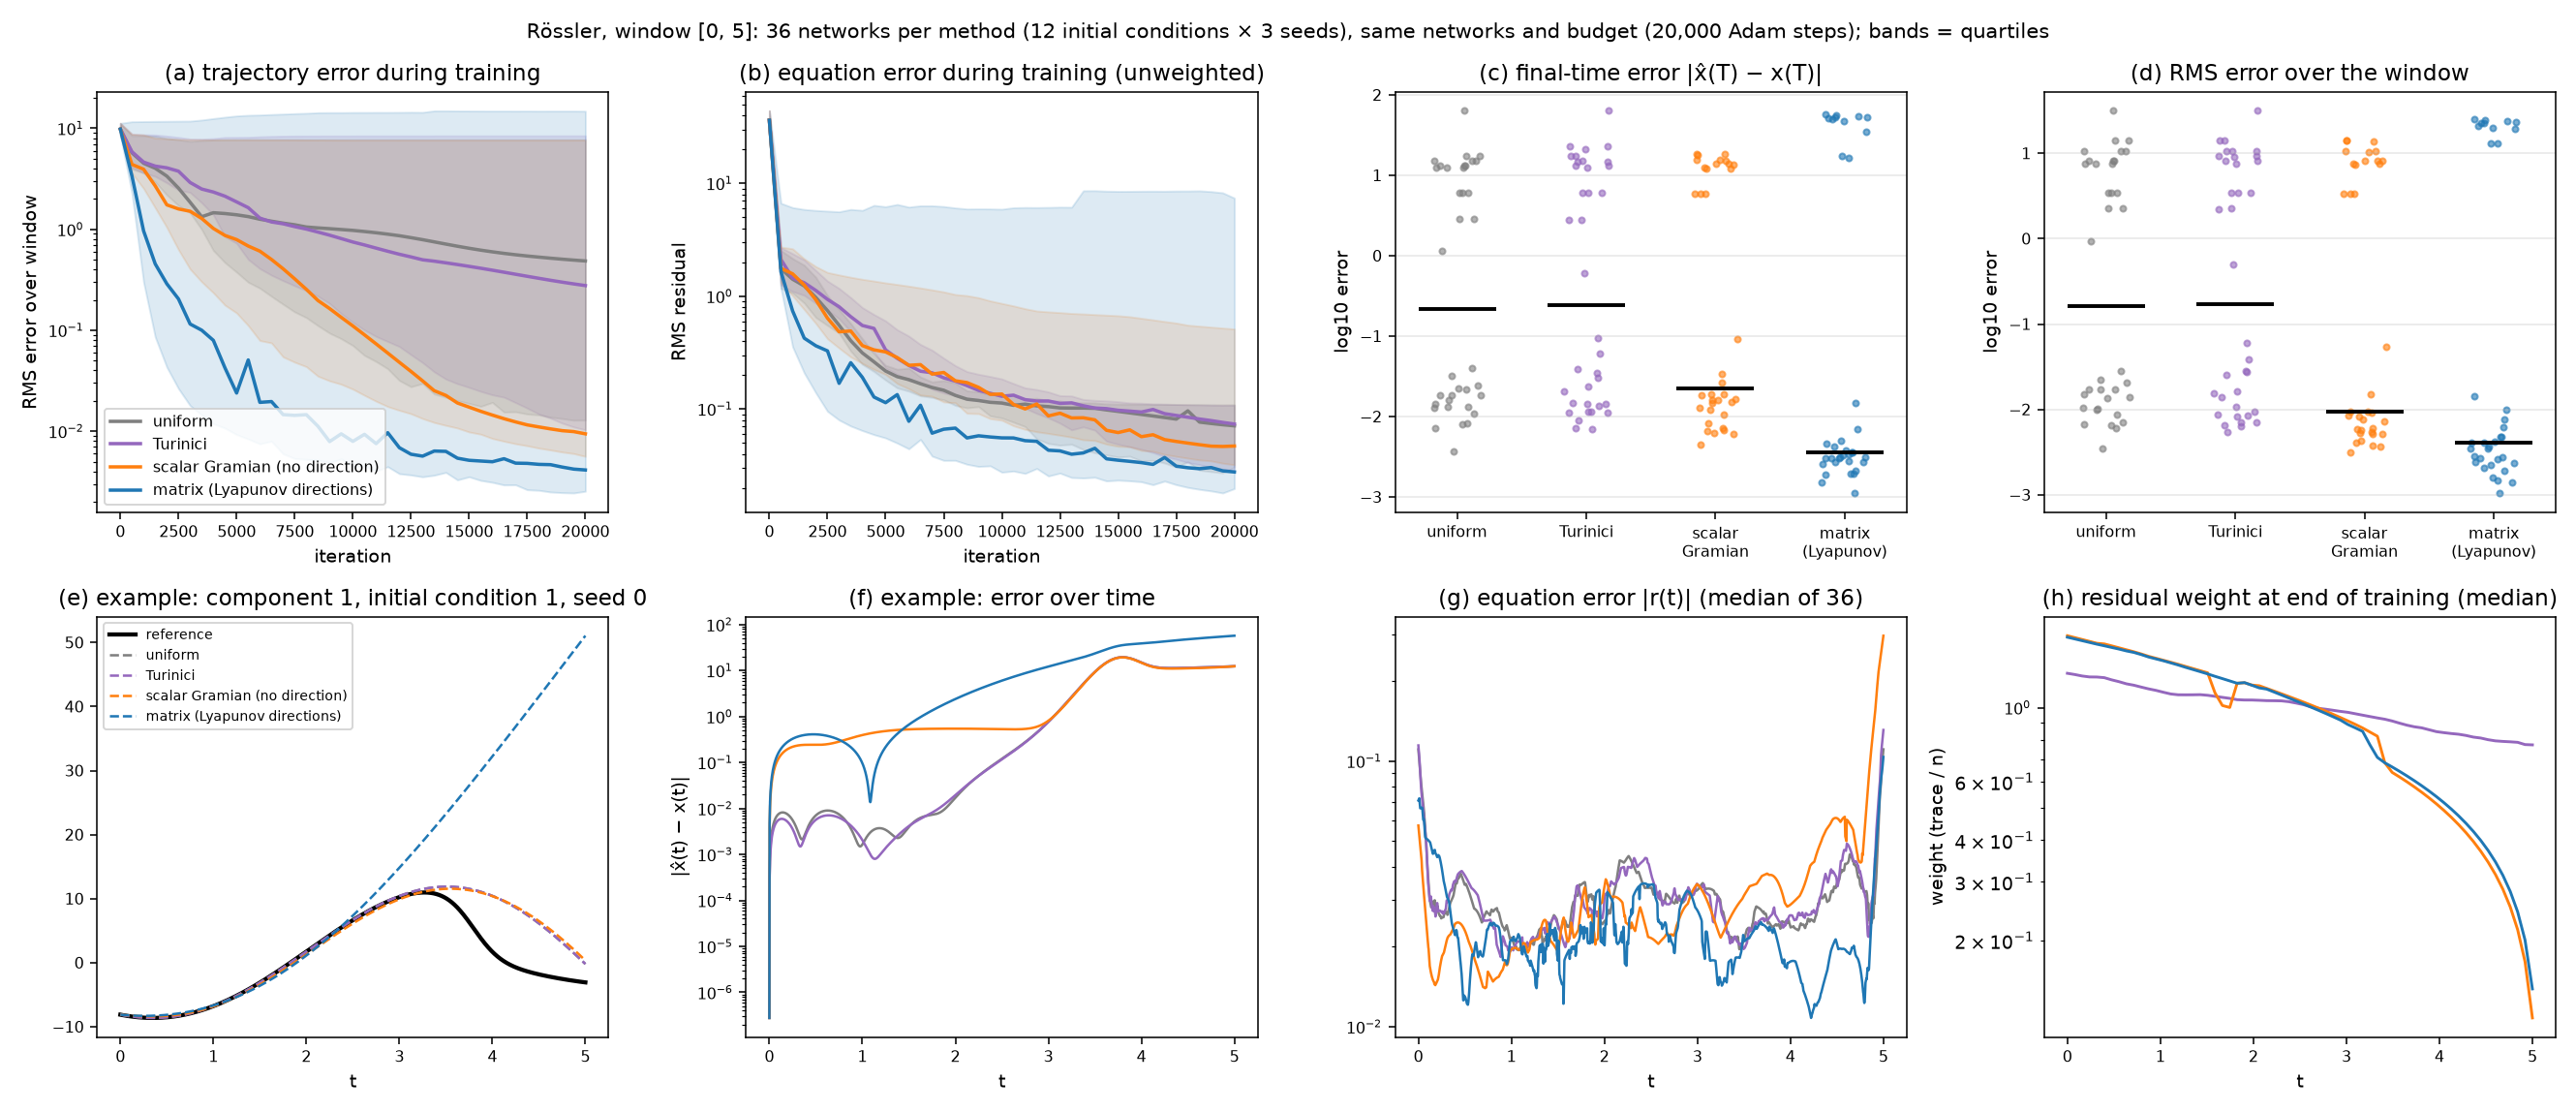 Rössler, window [0, 5]: 36 networks per method (12 initial conditions × 3 seeds), same networks and budget (20,000 Adam steps); bands = quartiles
(a) trajectory error during training
RMS error over window
10¹
10⁰
10⁻¹
10⁻²
uniform
Turinici
scalar Gramian (no direction)
matrix (Lyapunov directions)
0 2500 5000 7500 10000 12500 15000 17500 20000
iteration
(b) equation error during training (unweighted)
RMS residual
10¹
10⁰
10⁻¹
0 2500 5000 7500 10000 12500 15000 17500 20000
iteration
(c) final-time error |x̂(T) − x(T)|
log10 error
2
1
0
−1
−2
−3
uniform Turinici scalar matrix
Gramian (Lyapunov)
(d) RMS error over the window
log10 error
1
0
−1
−2
−3
uniform Turinici scalar matrix
Gramian (Lyapunov)
(e) example: component 1, initial condition 1, seed 0
50
40
30
20
10
0
−10
reference
uniform
Turinici
scalar Gramian (no direction)
matrix (Lyapunov directions)
0 1 2 3 4 5
t
(f) example: error over time
|x̂(t) − x(t)|
10²
10¹
10⁰
10⁻¹
10⁻²
10⁻³
10⁻⁴
10⁻⁵
10⁻⁶
0 1 2 3 4 5
t
(g) equation error |r(t)| (median of 36)
10⁻¹
10⁻²
0 1 2 3 4 5
t
(h) residual weight at end of training (median)
weight (trace / n)
10⁰
6 × 10⁻¹
4 × 10⁻¹
3 × 10⁻¹
2 × 10⁻¹
0 1 2 3 4 5
t